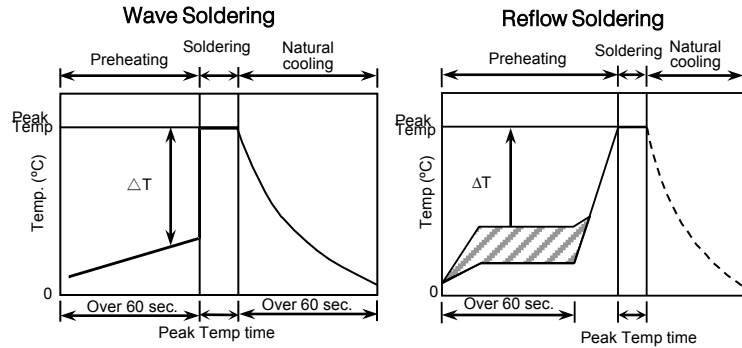 Wave Soldering
Preheating
Soldering
Natural
cooling
Peak
Temp
△T
Temp. (ºC)
0
Over 60 sec.
Over 60 sec.
Peak Temp time
Reflow Soldering
Preheating
Soldering
Natural
cooling
Peak
Temp
ΔT
Temp (ºC)
0
Over 60 sec.
Peak Temp time